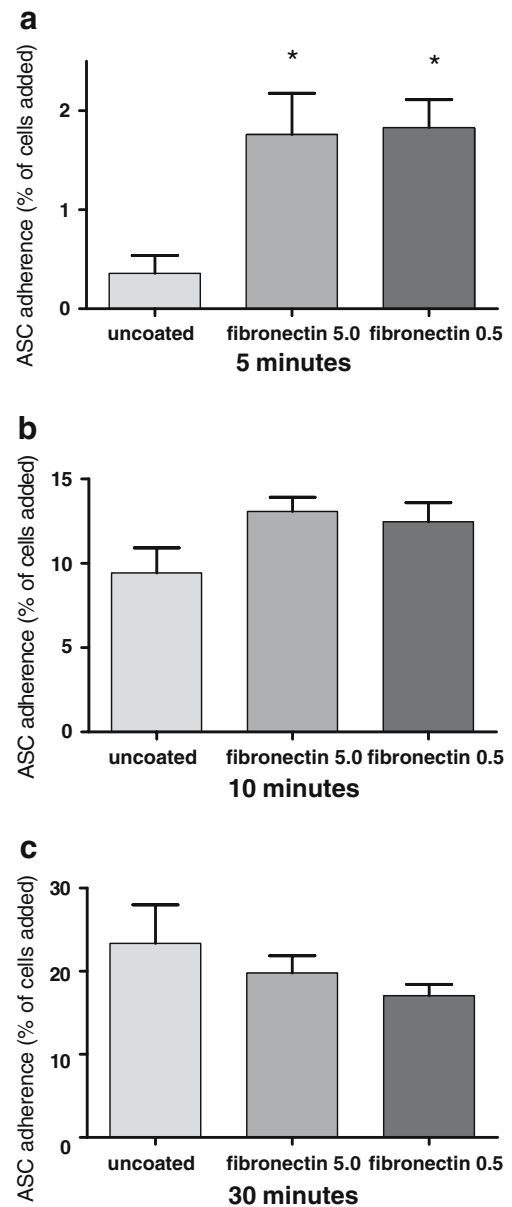 a
ASC adherence (% of cells added)
* *
2
1
0
uncoated fibronectin 5.0 fibronectin 0.5
5 minutes
b
ASC adherence (% of cells added)
15
10
5
0
uncoated fibronectin 5.0 fibronectin 0.5
10 minutes
c
ASC adherence (% of cells added)
30
20
10
0
uncoated fibronectin 5.0 fibronectin 0.5
30 minutes